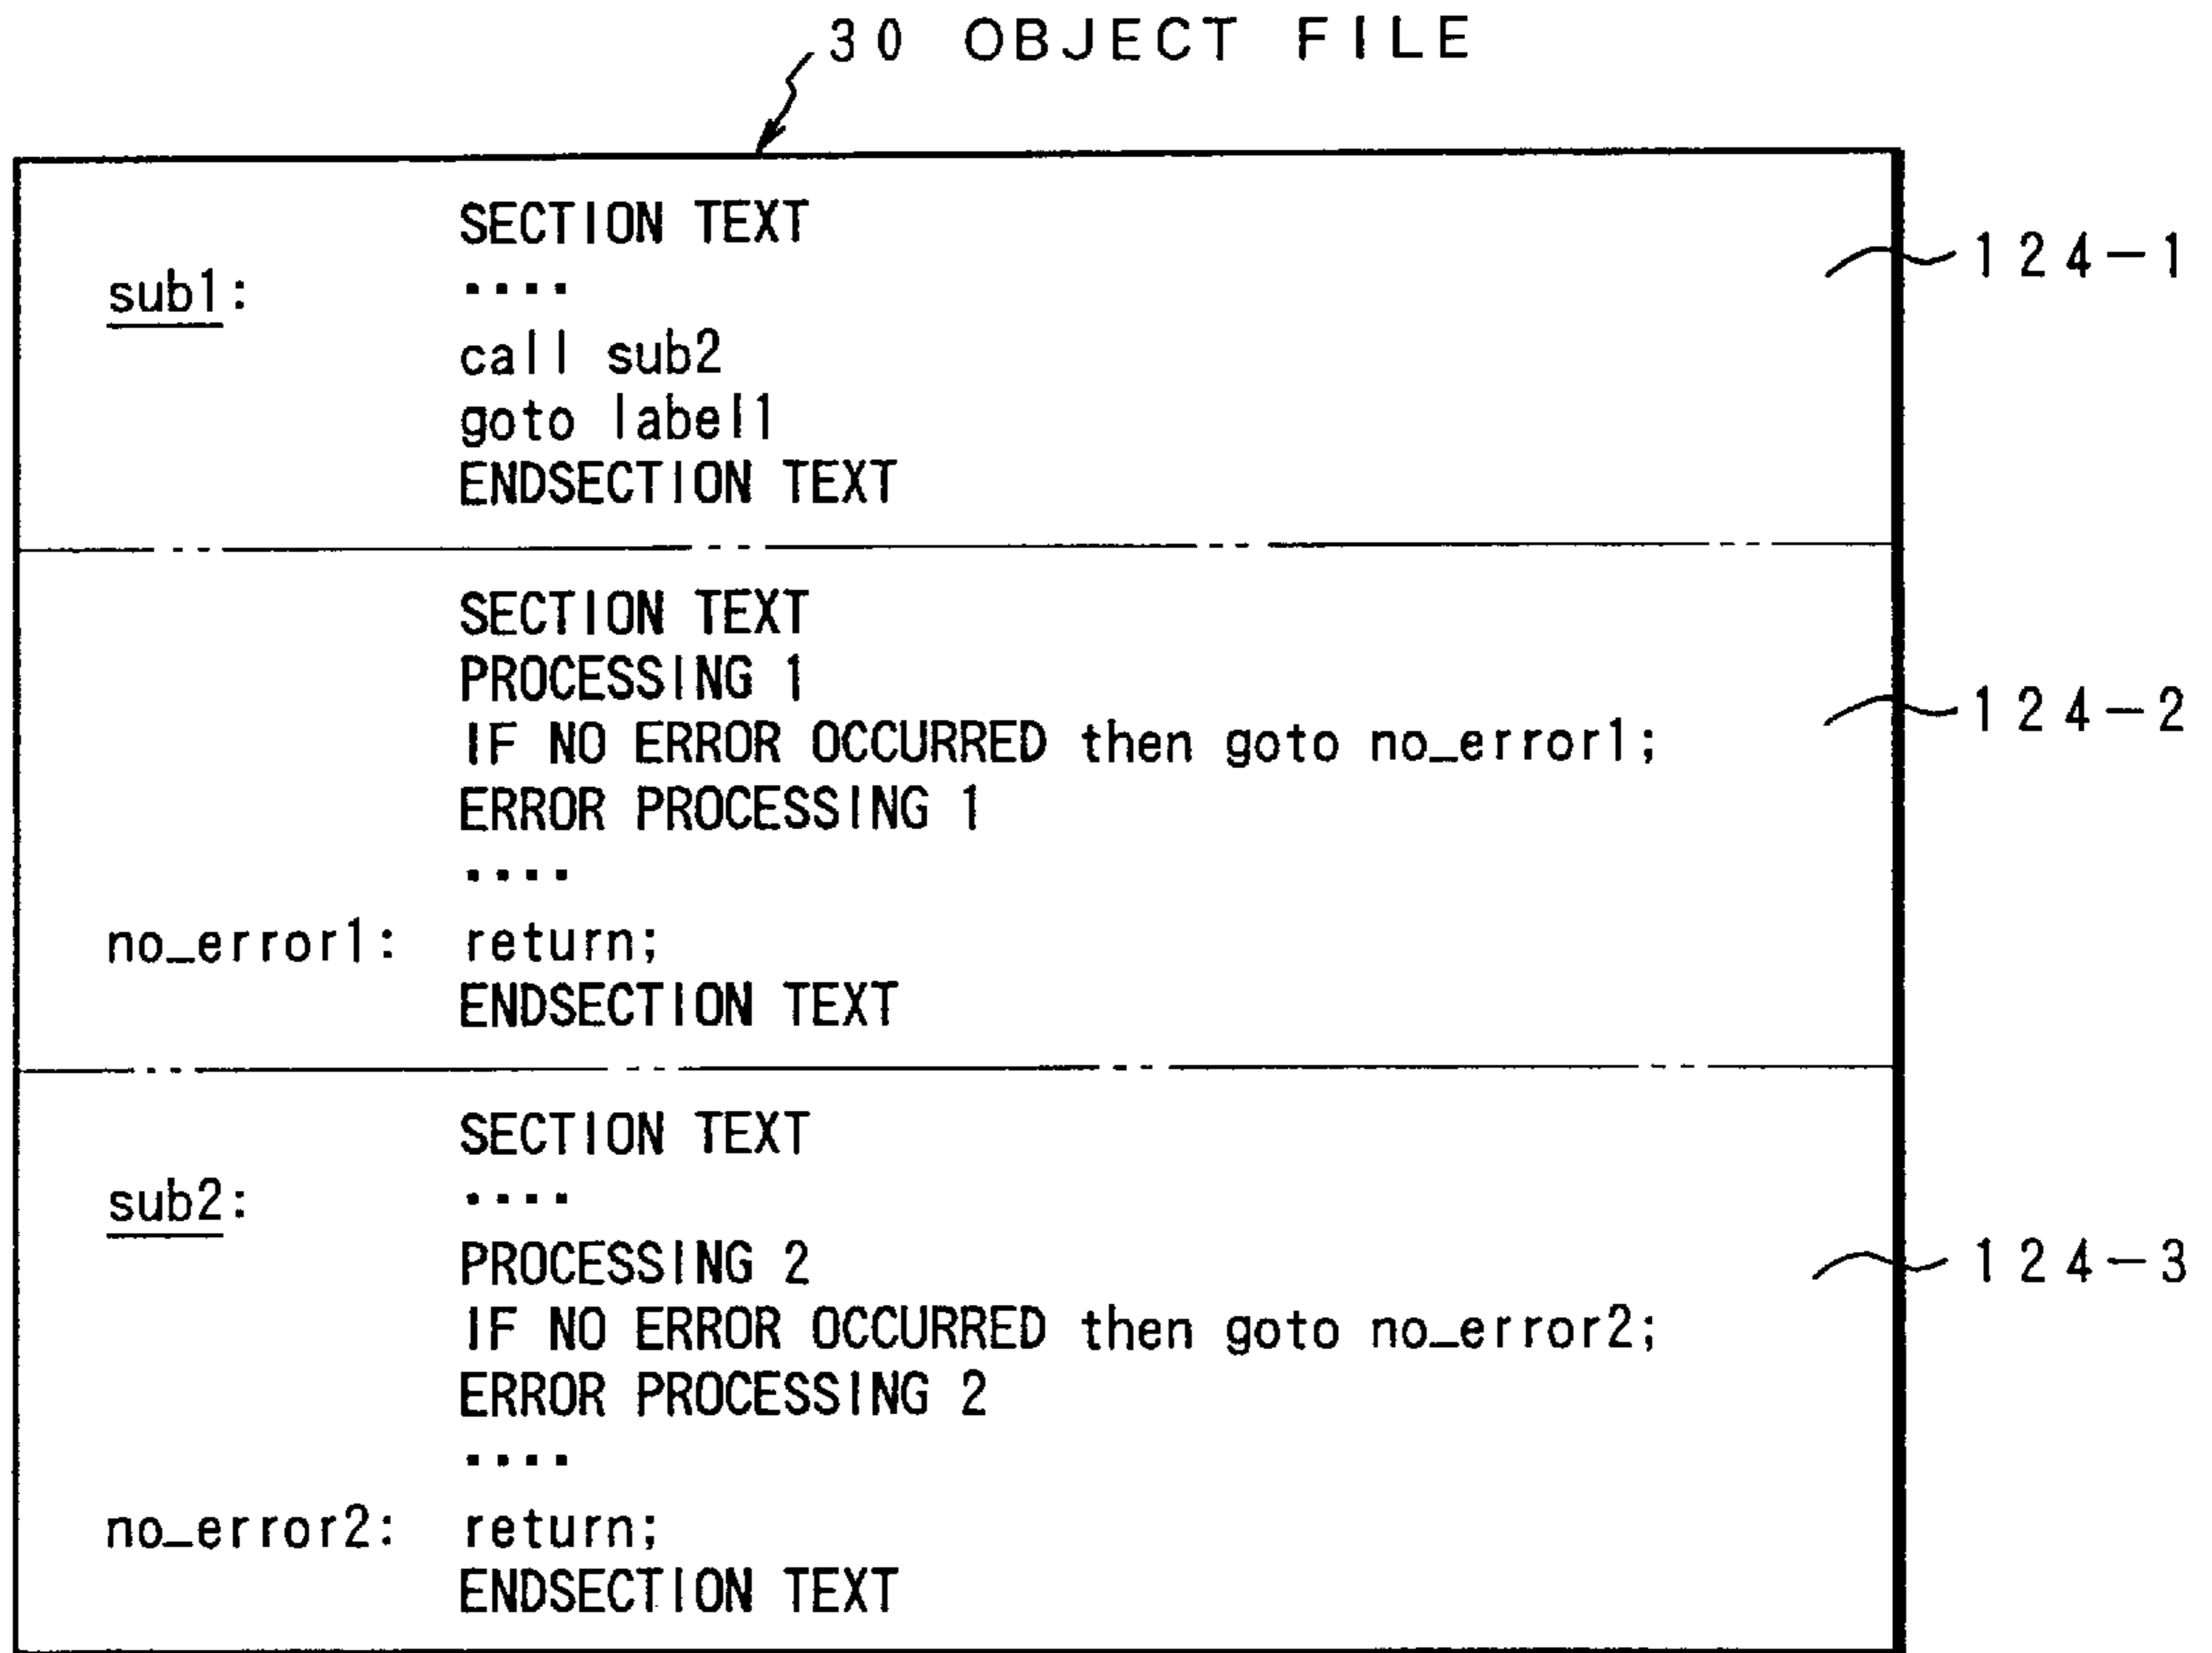 30 OBJECT FILE
SECTION TEXT
sub1: ....
call sub2
goto label1
ENDSECTION TEXT
124-1
SECTION TEXT
PROCESSING 1
IF NO ERROR OCCURRED then goto no_error1;
ERROR PROCESSING 1
....
no_error1: return;
ENDSECTION TEXT
124-2
SECTION TEXT
sub2: ....
PROCESSING 2
IF NO ERROR OCCURRED then goto no_error2;
ERROR PROCESSING 2
....
no_error2: return;
ENDSECTION TEXT
124-3